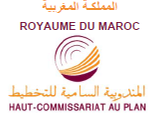 المملكة المغربية
ROYAUME DU MAROC
المندوبية السامية للتخطيط
HAUT-COMMISSARIAT AU PLAN